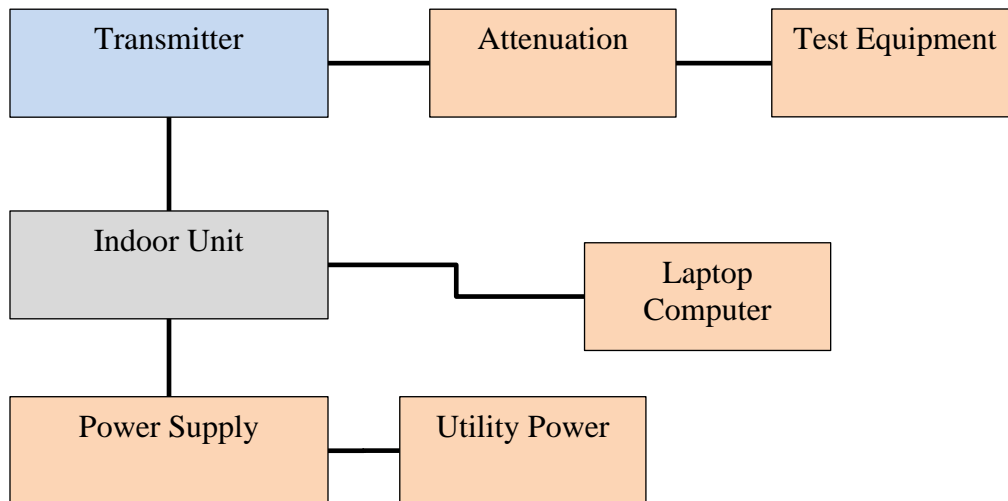 Transmitter
Attenuation
Test Equipment
Indoor Unit
Laptop
Computer
Power Supply
Utility Power